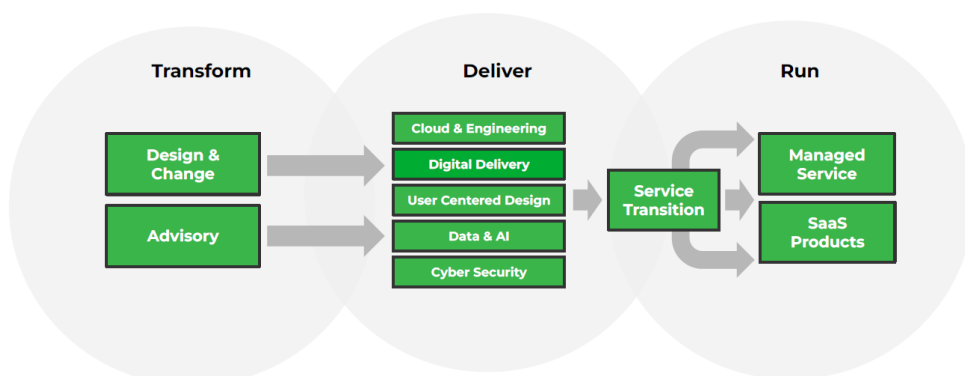 Transform
Deliver
Run
Design &
Change
Advisory
Cloud & Engineering
Digital Delivery
User Centered Design
Data & AI
Cyber Security
Service
Transition
Managed
Service
SaaS
Products